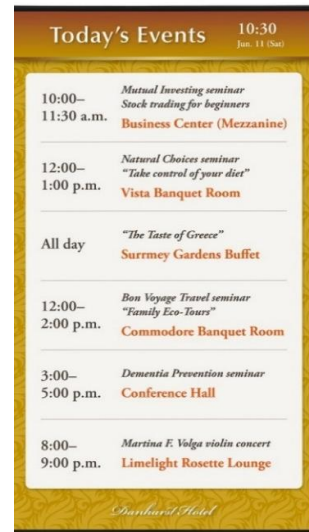 Today's Events
10:30
Jun. 11 (Sat)
10:00–
11:30 a.m.
Mutual Investing seminar
Stock trading for beginners
Business Center (Mezzanine)
12:00–
1:00 p.m.
Natural Choices seminar
"Take control of your diet"
Vista Banquet Room
All day
"The Taste of Greece"
Surrmey Gardens Buffet
12:00–
2:00 p.m.
Bon Voyage Travel seminar
"Family Eco-Tours"
Commodore Banquet Room
3:00–
5:00 p.m.
Dementia Prevention seminar
Conference Hall
8:00–
9:00 p.m.
Martina F. Volga violin concert
Limelight Rosette Lounge
Danhurst Hotel